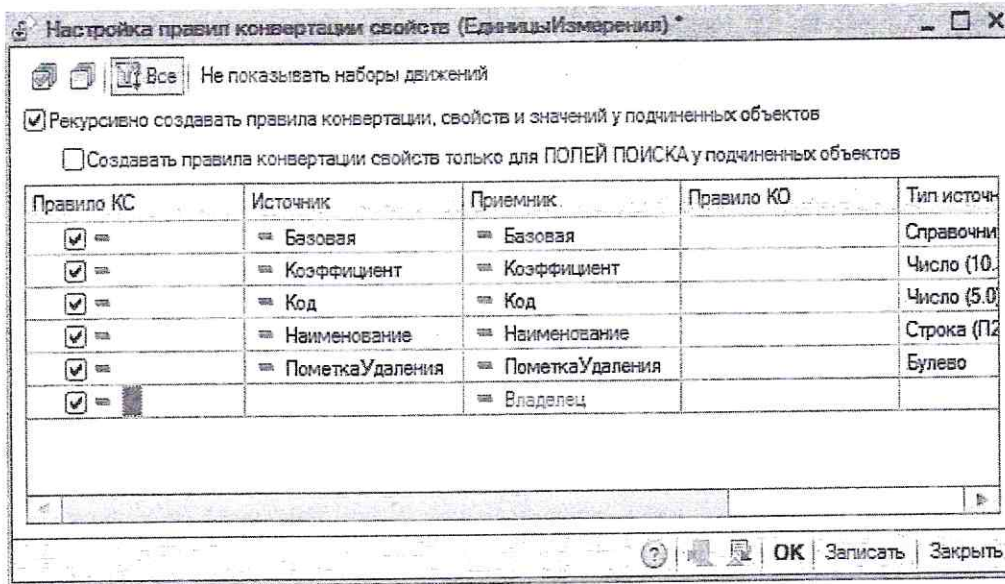 Настройка правил конвертации свойств (ЕдиницыИзмерения) *
Все Не показывать наборы движений
Рекурсивно создавать правила конвертации, свойств и значений у подчиненных объектов
Создавать правила конвертации свойств только для ПОЛЕЙ ПОИСКА у подчиненных объектов
Правило КС Источник Приемник Правило КО Тип источн
Базовая Базовая Справочни
Коэффициент Коэффициент Число (10.
Код Код Число (5.0
Наименование Наименование Строка (П2
ПометкаУдаления ПометкаУдаления Булево
Владелец
? OK Записать Закрыть